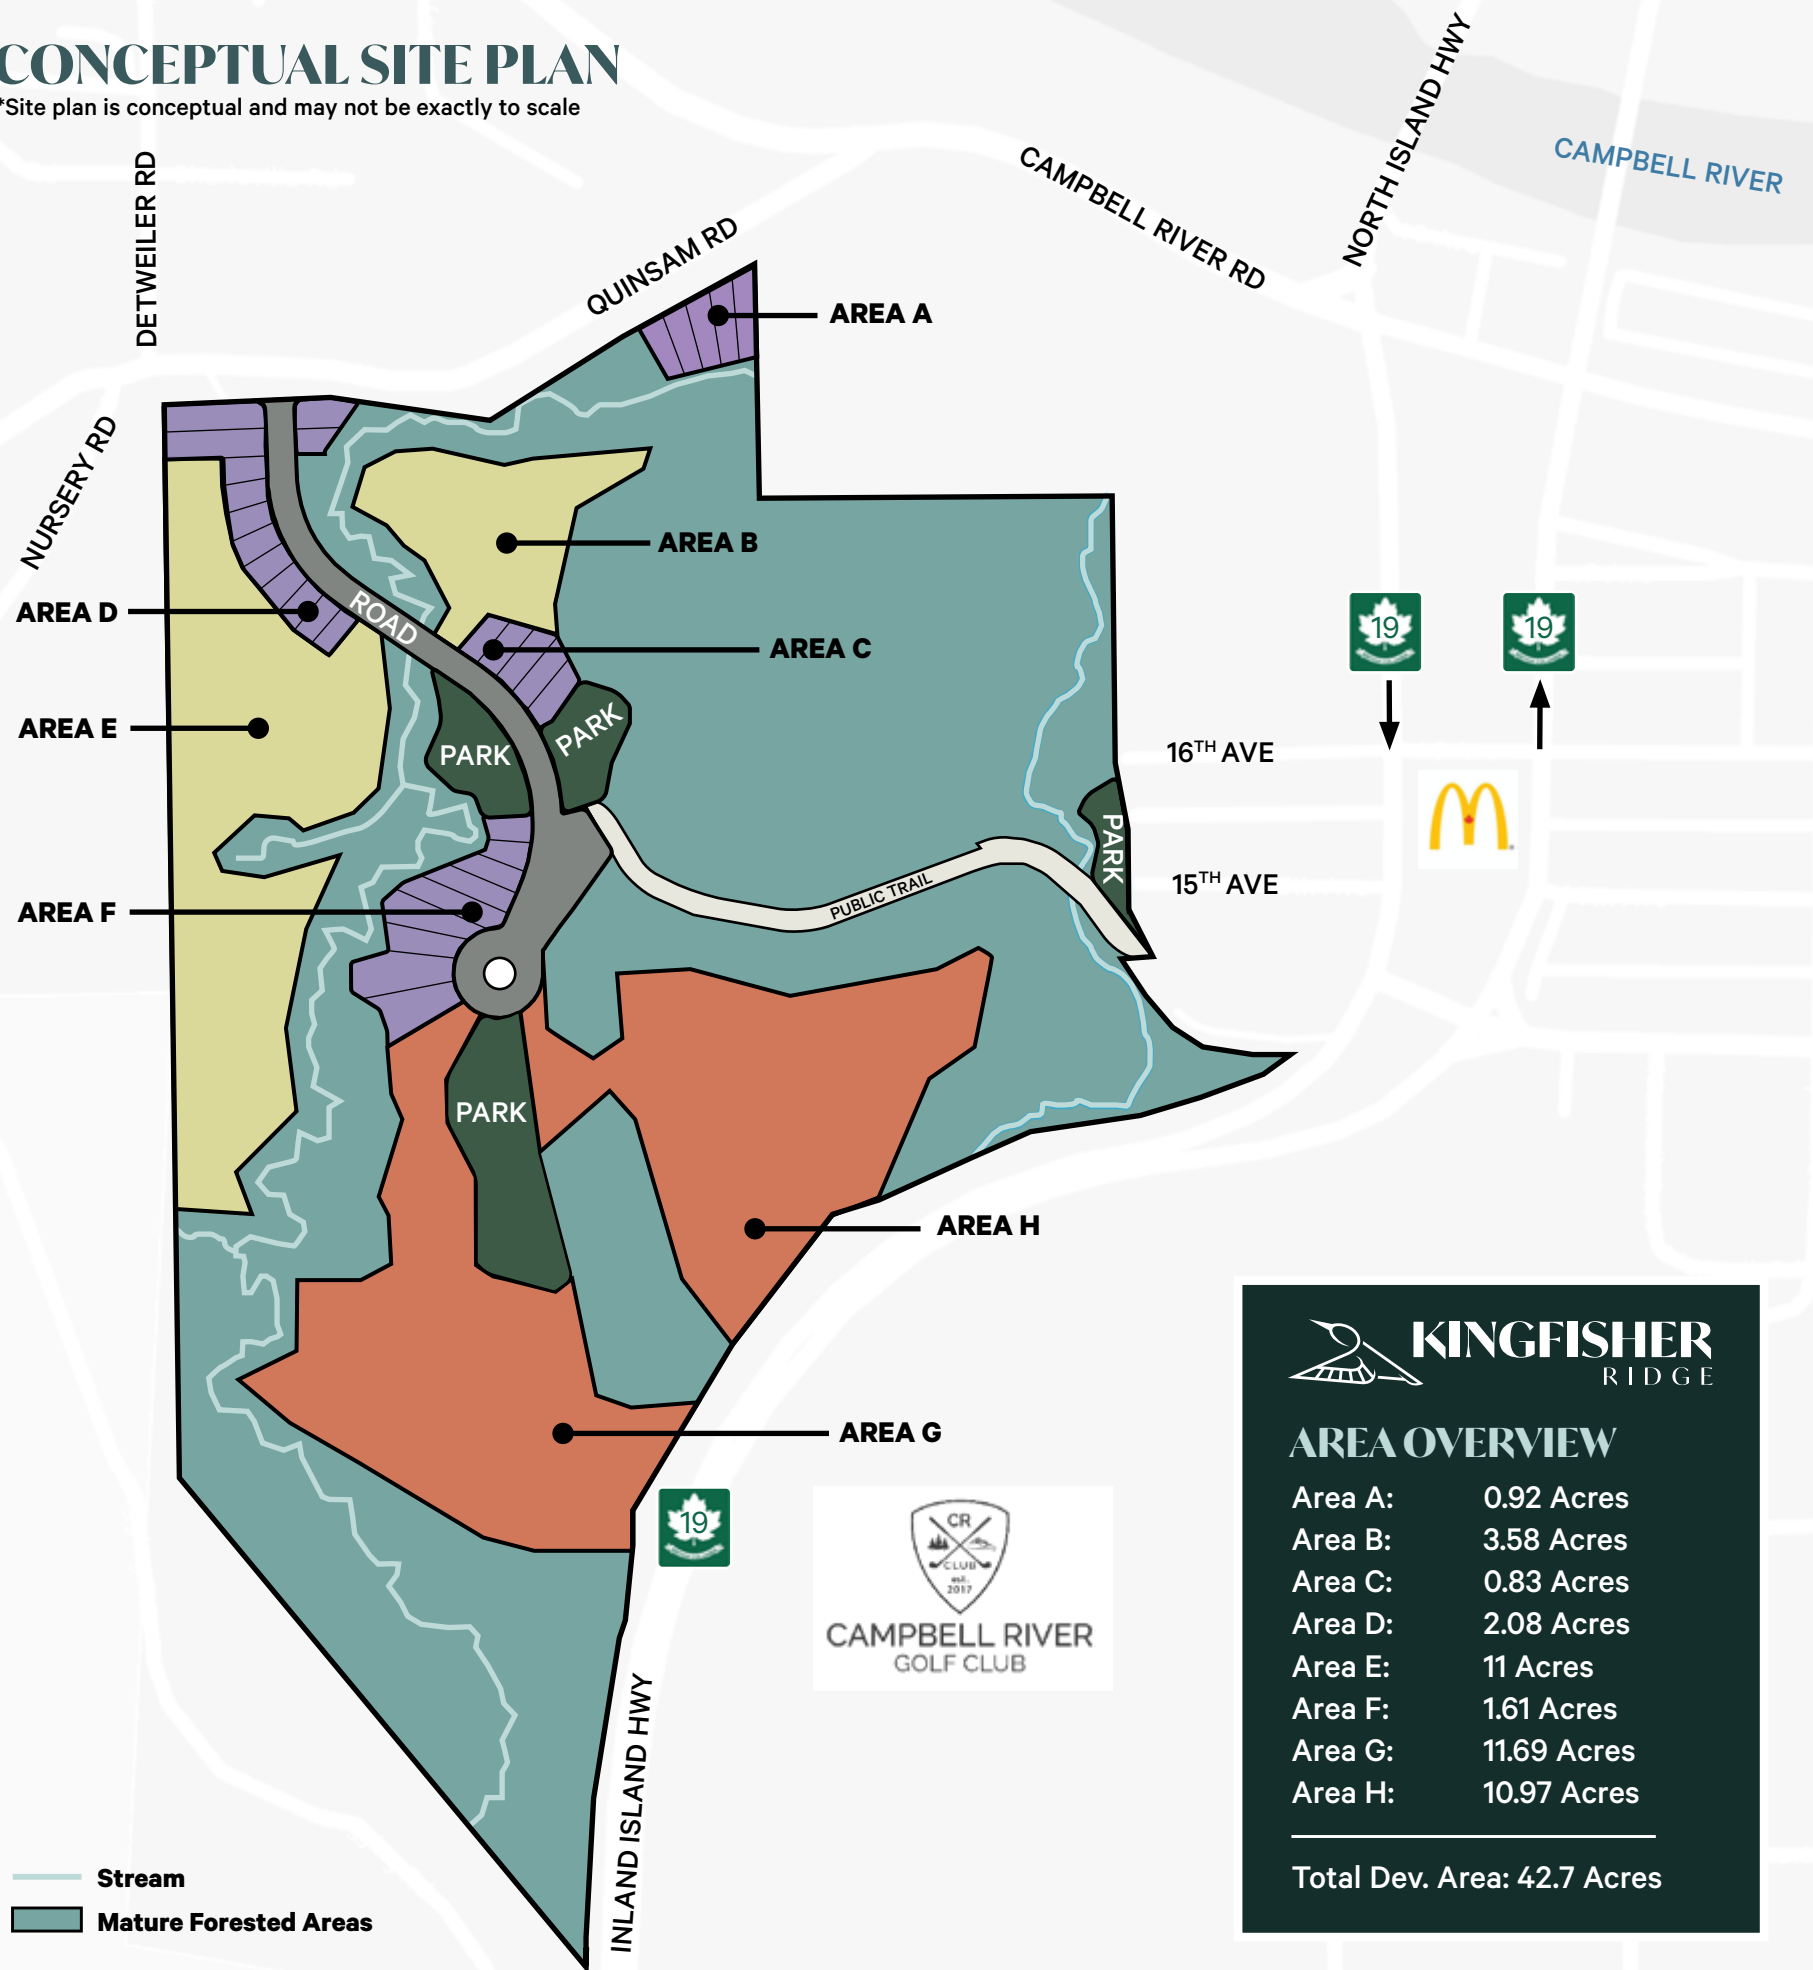 CONCEPTUAL SITE PLAN
*Site plan is conceptual and may not be exactly to scale
DETWEILER RD
NURSERY RD
QUINSAM RD
CAMPBELL RIVER RD
NORTH ISLAND HWY
CAMPBELL RIVER
AREA A
AREA B
AREA D
ROAD
AREA C
AREA E
PARK
PARK
19
19
16TH AVE
PARK
15TH AVE
PUBLIC TRAIL
AREA F
PARK
AREA H
AREA G
19
CR
CLUB
est.
2017
CAMPBELL RIVER
GOLF CLUB
INLAND ISLAND HWY
KINGFISHER
RIDGE
AREA OVERVIEW
Area A: 0.92 Acres
Area B: 3.58 Acres
Area C: 0.83 Acres
Area D: 2.08 Acres
Area E: 11 Acres
Area F: 1.61 Acres
Area G: 11.69 Acres
Area H: 10.97 Acres
Total Dev. Area: 42.7 Acres
Stream
Mature Forested Areas